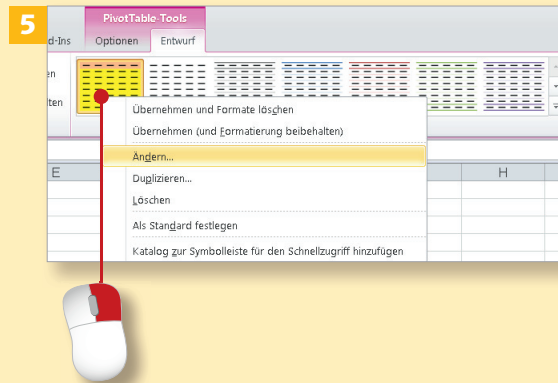 5
PivotTable-Tools
d-Ins Optionen Entwurf
en
ten
Übernehmen und Formate löschen
Übernehmen (und Formatierung beibehalten)
Ändern...
E H
Duplizieren...
Löschen
Als Standard festlegen
Katalog zur Symbolleiste für den Schnellzugriff hinzufügen